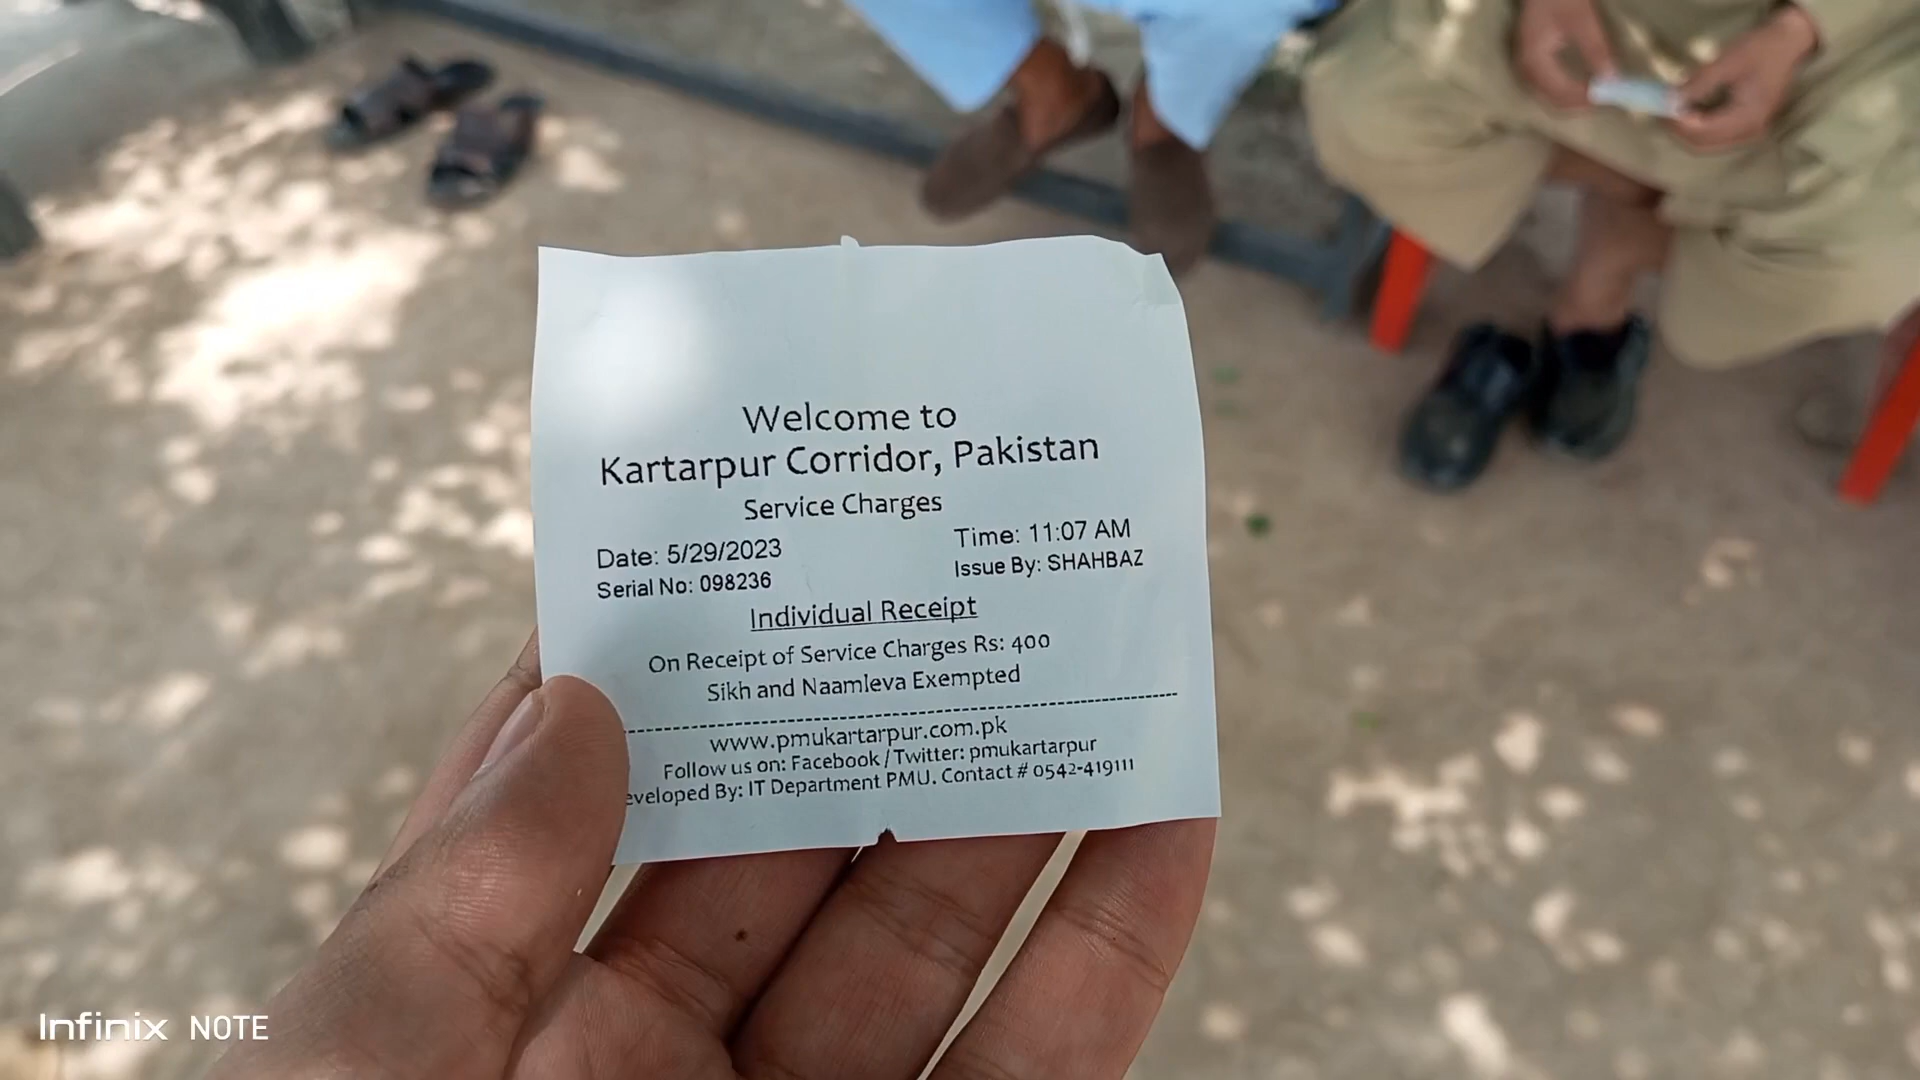 Welcome to
Kartarpur Corridor, Pakistan
Service Charges
Date: 5/29/2023 Time: 11:07 AM
Serial No: 098236 Issue By: SHAHBAZ
Individual Receipt
On Receipt of Service Charges Rs: 400
Sikh and Naamleva Exempted
www.pmukartarpur.com.pk
Follow us on: Facebook / Twitter: pmukartarpur
eveloped By: IT Department PMU. Contact # 0542-419111
Infinix NOTE